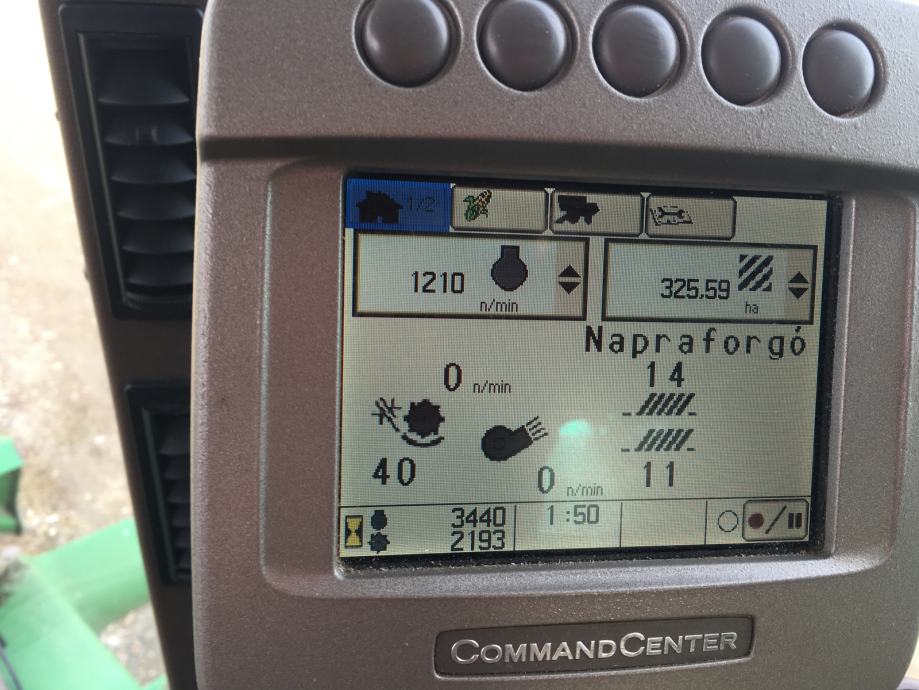 1/2
1210
n/min
325,59
ha
Napraforgó
0 n/min
14
40
0 n/min
11
3440
2193
1:50
COMMANDCENTER